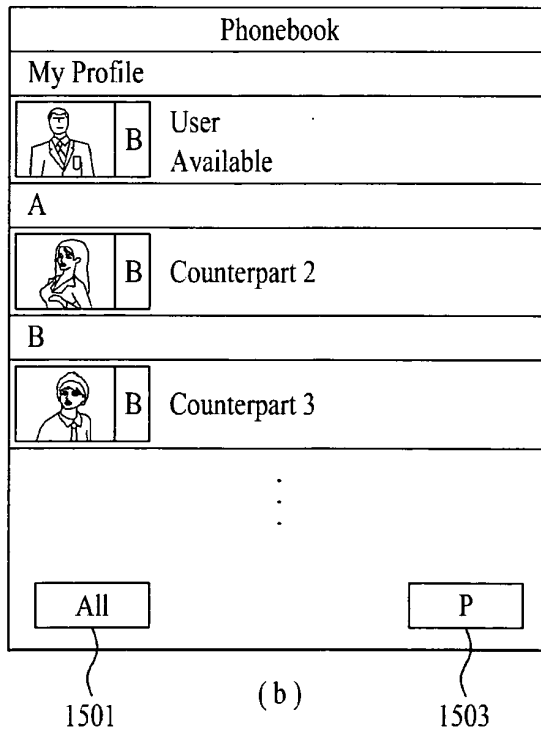 Phonebook
My Profile
B
User
Available
A
B
Counterpart 2
B
B
Counterpart 3
All
P
1501
(b)
1503